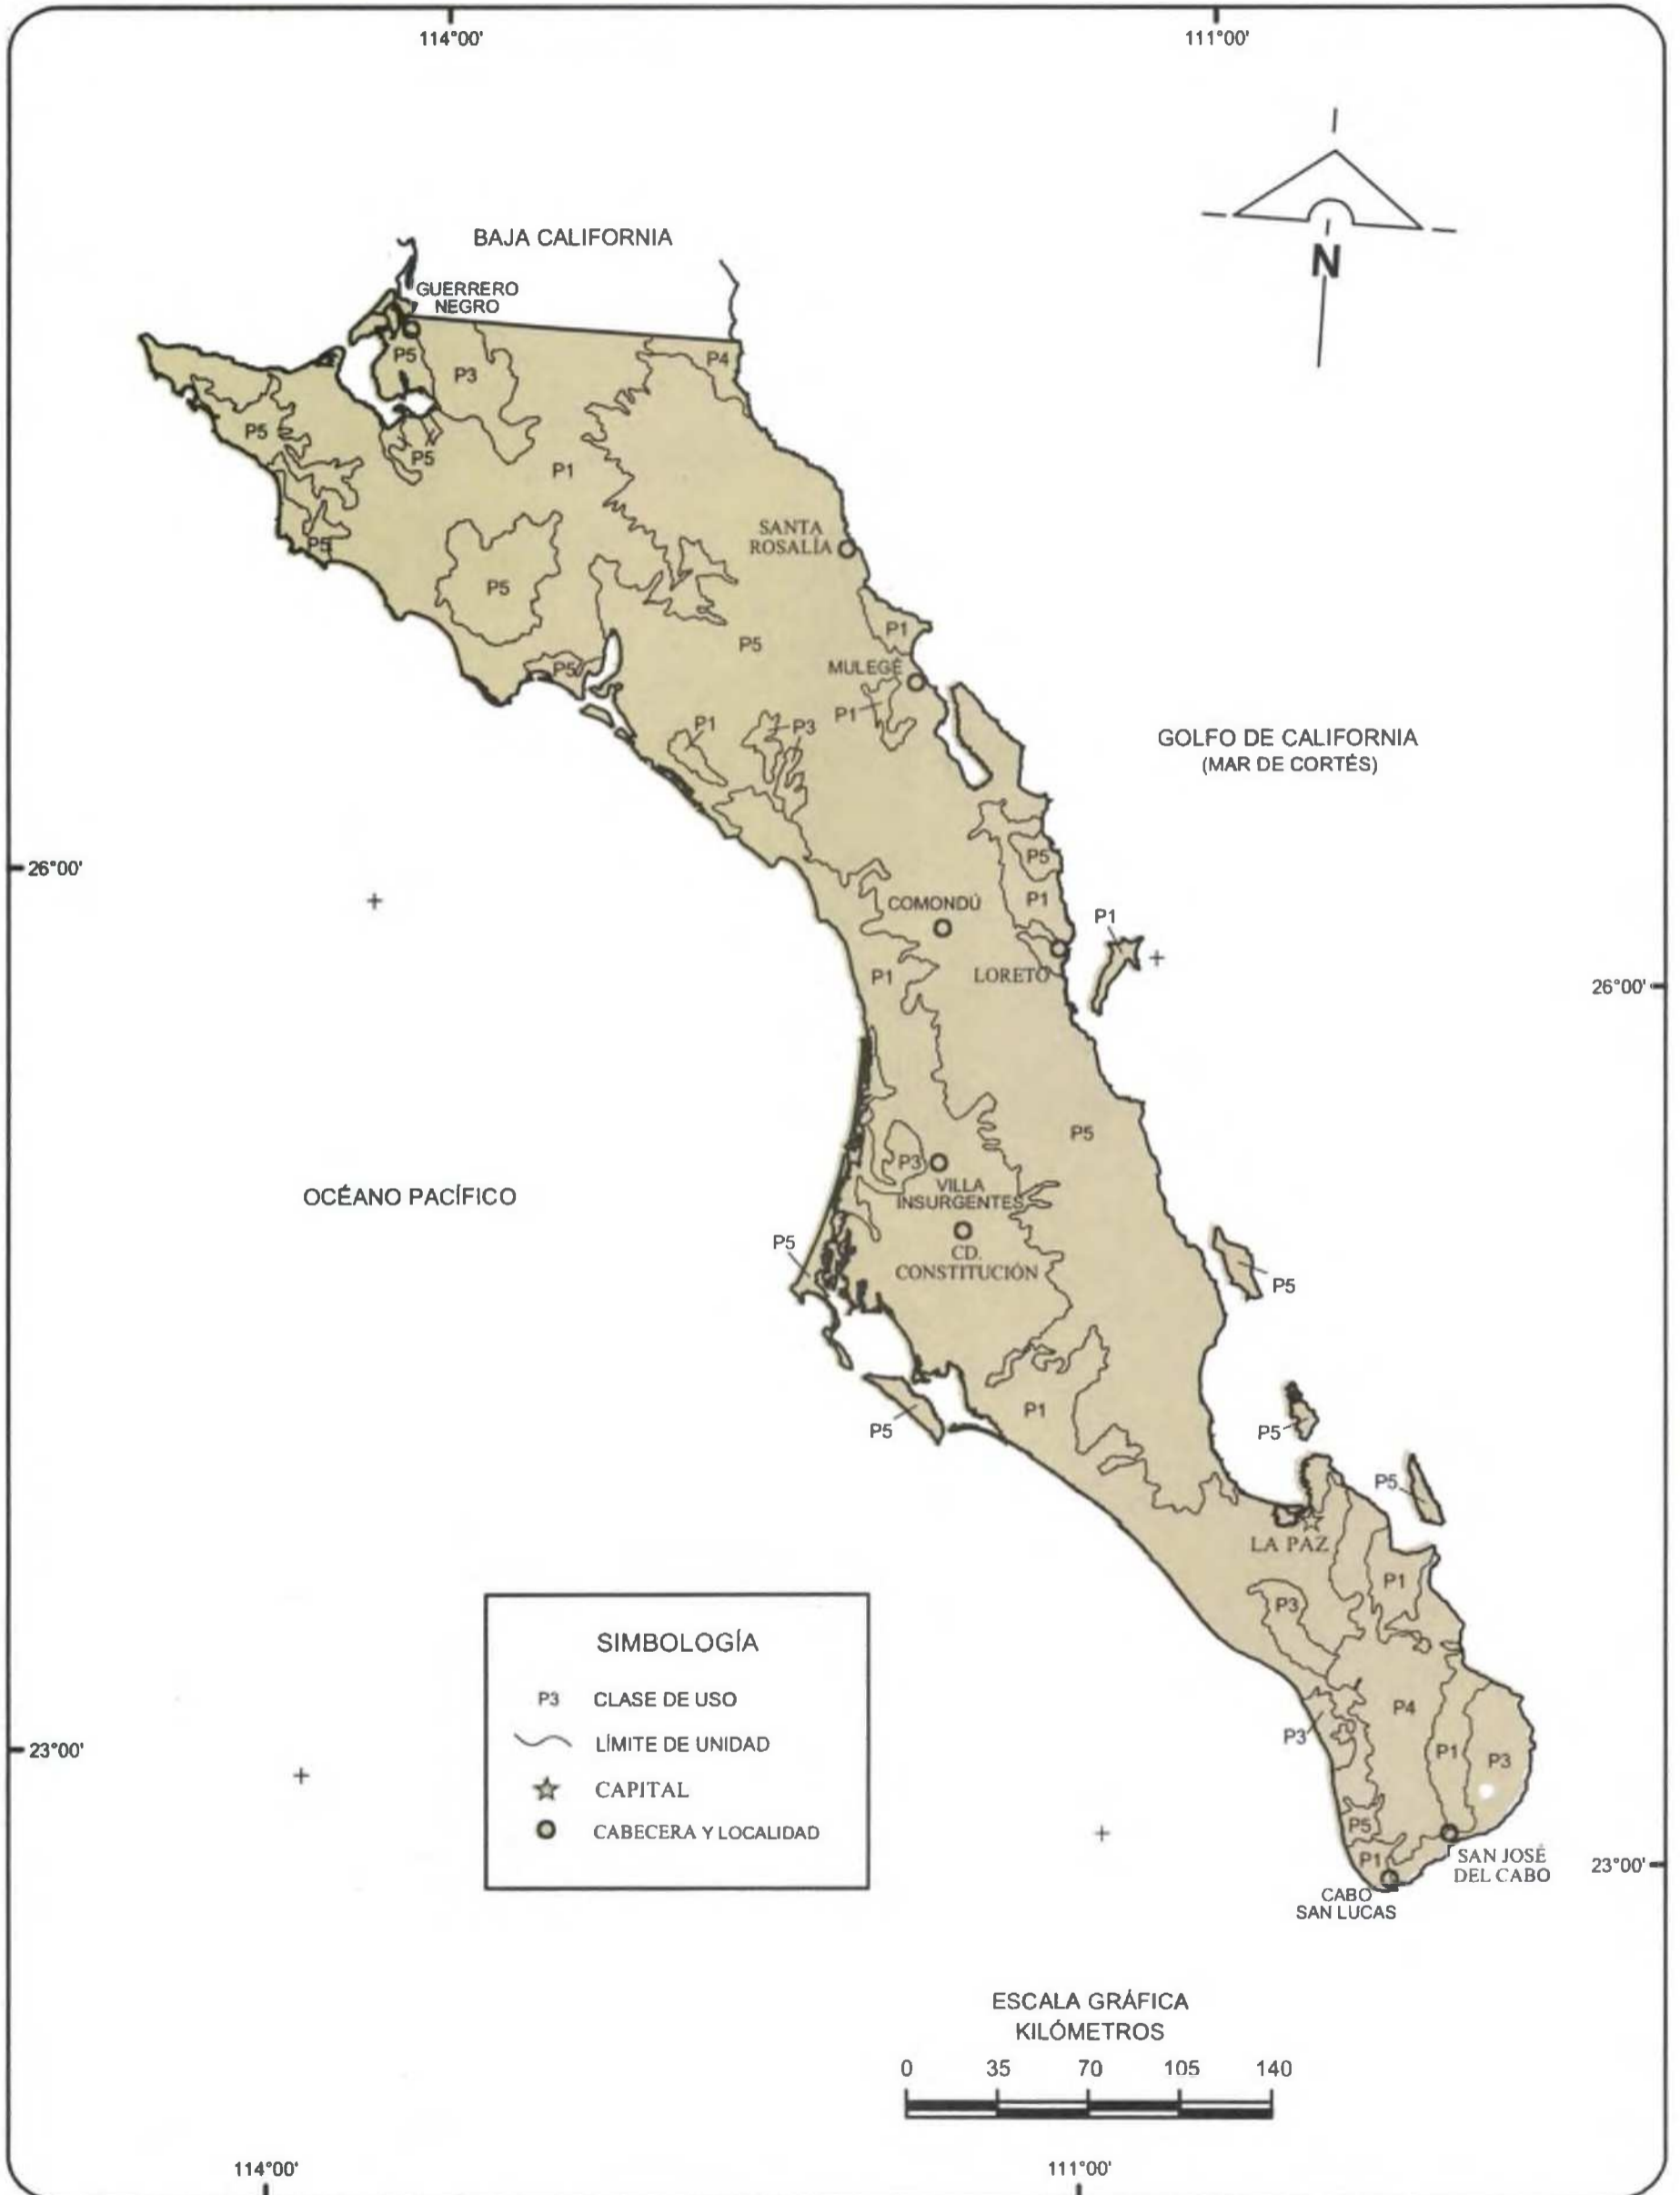 114°00'
111°00'
BAJA CALIFORNIA
N
GUERRERO
NEGRO
P5
P3
P4
P5
P5
P1
P5
SANTA
ROSALÍA
P5
P5
P1
P5
MULEGÉ
P1
P1
P3
GOLFO DE CALIFORNIA
(MAR DE CORTÉS)
26°00'
P5
P1
COMONDÚ
P1
P1
LORETO
26°00'
P5
P3
VILLA
INSURGENTES
OCÉANO PACÍFICO
P5
CD.
CONSTITUCIÓN
P5
P1
P5
P5
P5
LA PAZ
P1
P3
P4
P3
P1
P3
23°00'
P5
P1
SAN JOSÉ
DEL CABO
23°00'
CABO
SAN LUCAS
SIMBOLOGÍA
P3 CLASE DE USO
LÍMITE DE UNIDAD
CAPITAL
CABECERA Y LOCALIDAD
ESCALA GRÁFICA
KILÓMETROS
0 35 70 105 140
114°00'
111°00'